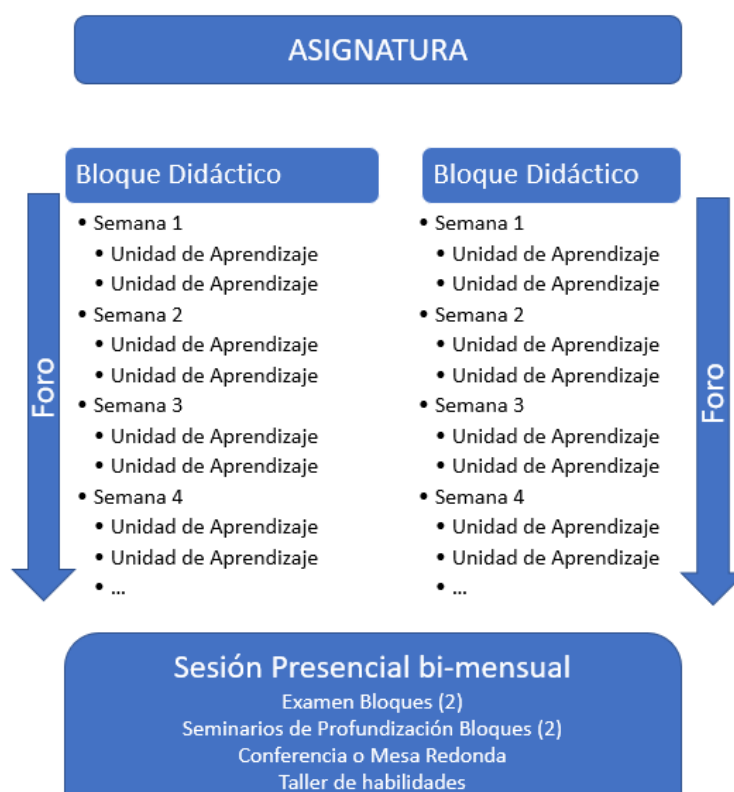 ASIGNATURA
Bloque Didáctico
• Semana 1
• Unidad de Aprendizaje
• Unidad de Aprendizaje
• Semana 2
• Unidad de Aprendizaje
• Unidad de Aprendizaje
• Semana 3
• Unidad de Aprendizaje
• Unidad de Aprendizaje
• Semana 4
• Unidad de Aprendizaje
• Unidad de Aprendizaje
• ...
Foro
Bloque Didáctico
• Semana 1
• Unidad de Aprendizaje
• Unidad de Aprendizaje
• Semana 2
• Unidad de Aprendizaje
• Unidad de Aprendizaje
• Semana 3
• Unidad de Aprendizaje
• Unidad de Aprendizaje
• Semana 4
• Unidad de Aprendizaje
• Unidad de Aprendizaje
• ...
Foro
Sesión Presencial bi-mensual
Examen Bloques (2)
Seminarios de Profundización Bloques (2)
Conferencia o Mesa Redonda
Taller de habilidades